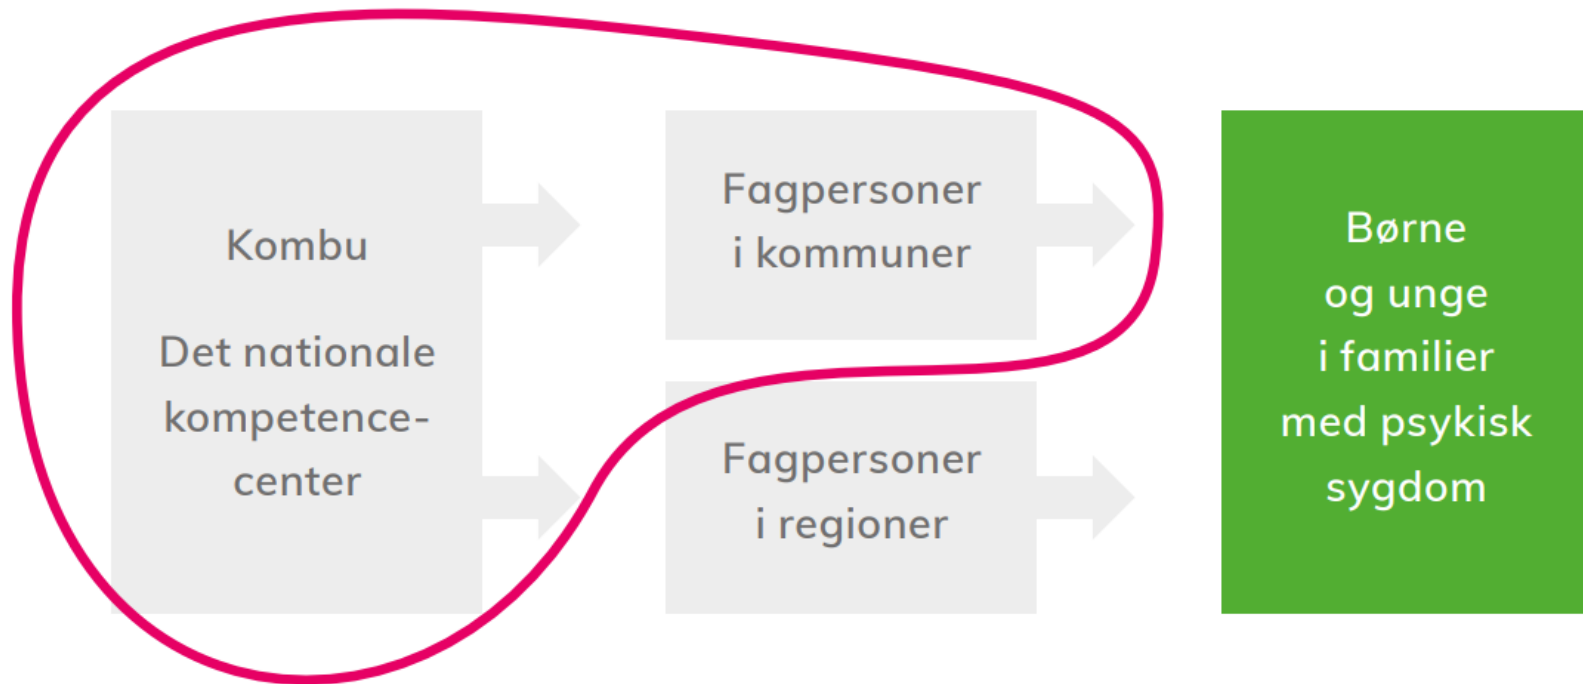 Kombu
Det nationale
kompetence-
center
Fagpersoner
i kommuner
Fagpersoner
i regioner
Børne
og unge
i familier
med psykisk
sygdom